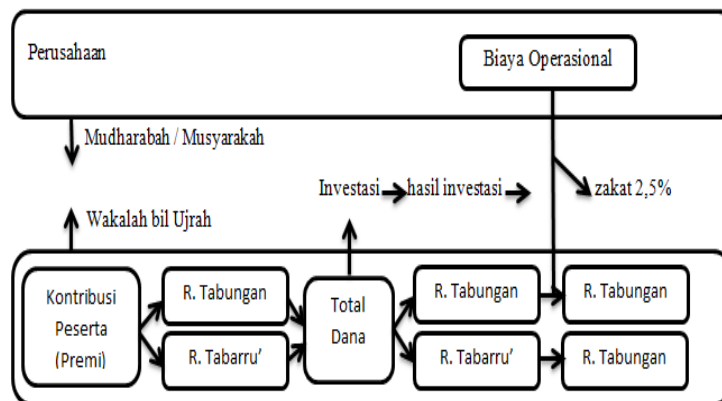 Perusahaan
Biaya Operasional
Mudharabah / Musyarakah
Investasi hasil investasi zakat 2,5%
Wakalah bil Ujrah
Kontribusi
Peserta
(Premi)
R. Tabungan
R. Tabarru’
Total
Dana
R. Tabungan
R. Tabarru’
R. Tabungan
R. Tabungan